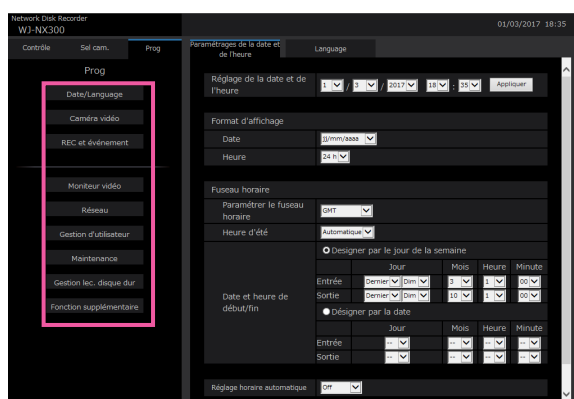 Network Disk Recorder
WJ-NX300
01/03/2017 18:35
Contrôle Sel cam. Prog
Paramétrages de la date et de l'heure Language
Prog
Date/Language
Caméra vidéo
REC et événement
Moniteur vidéo
Réseau
Gestion d'utilisateur
Maintenance
Gestion lec. disque dur
Fonction supplémentaire
Réglage de la date et de l'heure 1 / 3 / 2017 18 : 35 Appliquer
Format d'affichage
Date jj/mm/aaaa
Heure 24 h
Fuseau horaire
Paramétrer le fuseau horaire GMT
Heure d'été Automatique
Date et heure de début/fin
Designer par le jour de la semaine
Jour Mois Heure Minute
Entrée Dernier Dim 3 1 00
Sortie Dernier Dim 10 1 00
Désigner par la date
Jour Mois Heure Minute
Entrée -- -- -- --
Sortie -- -- -- --
Réglage horaire automatique Off